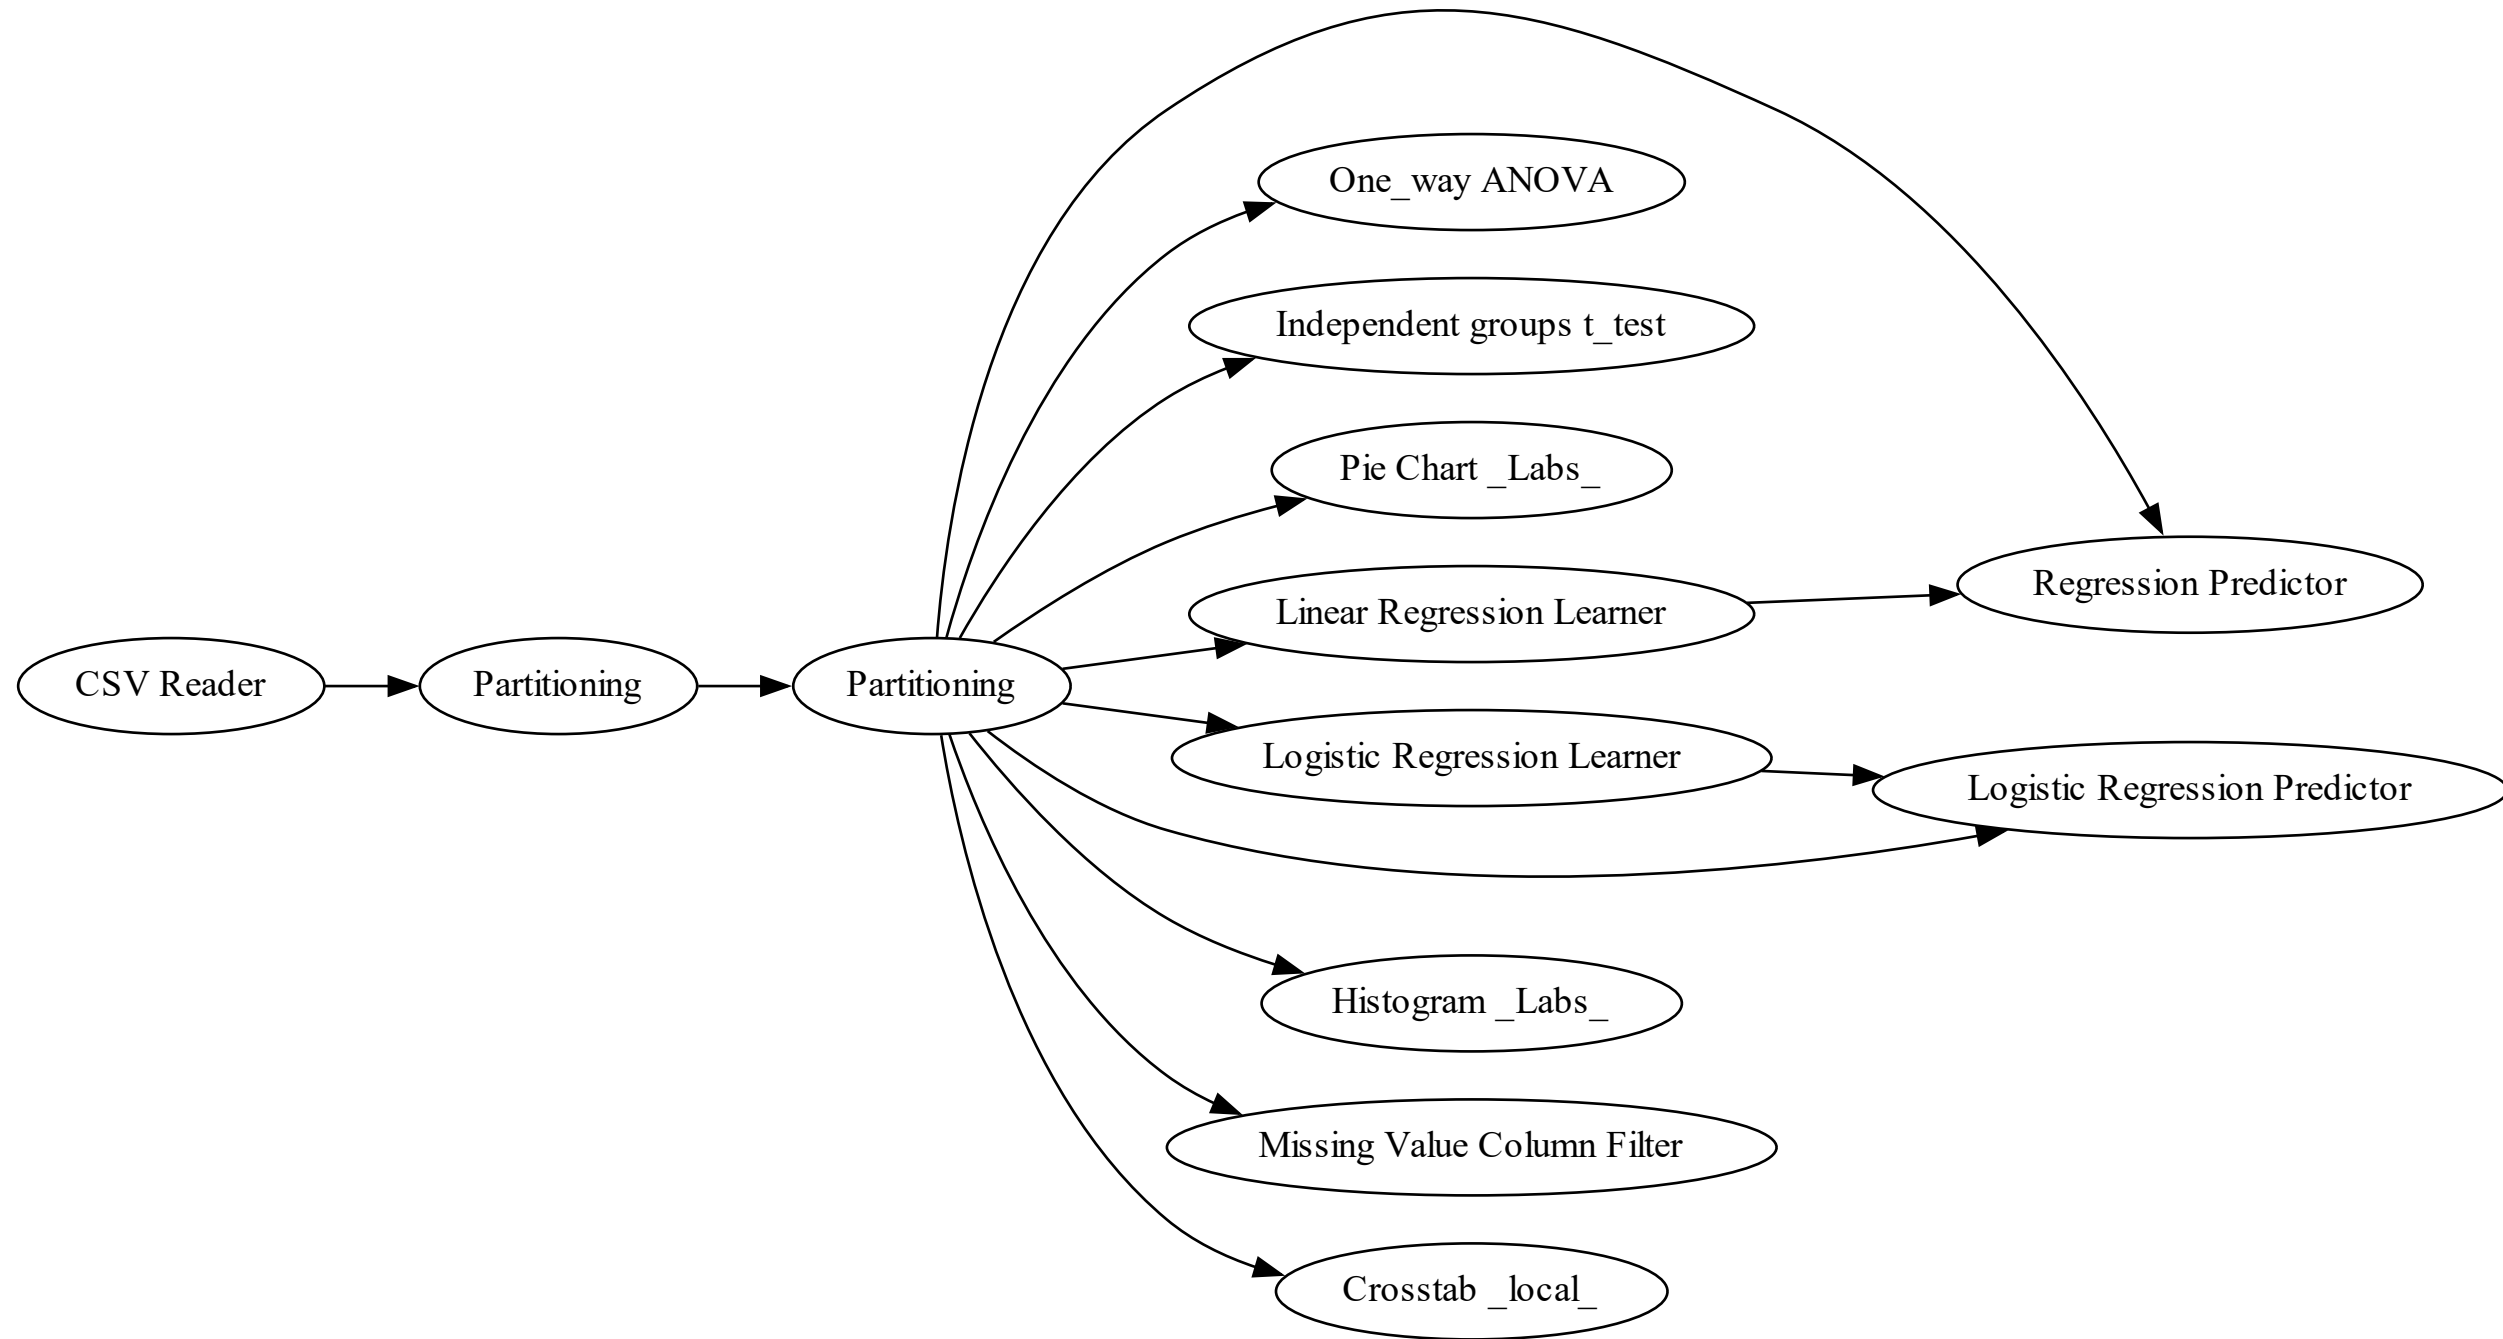 CSV Reader
Partitioning
Partitioning
One_way ANOVA
Independent groups t_test
Pie Chart _Labs_
Linear Regression Learner
Logistic Regression Learner
Histogram _Labs_
Missing Value Column Filter
Crosstab _local_
Regression Predictor
Logistic Regression Predictor